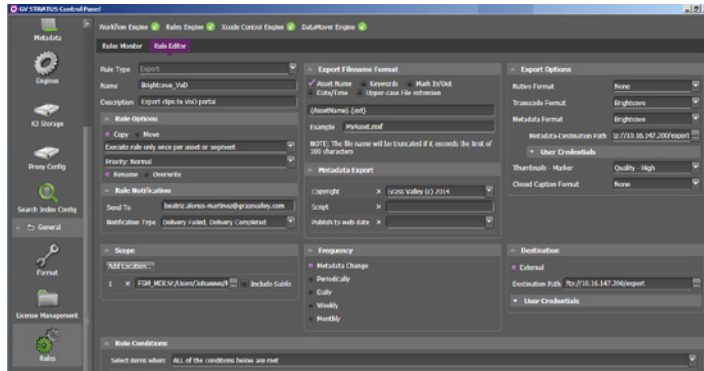 GV STRATUS Control Panel
Workflow Engine Rules Engine Xcode Control Engine DataMover Engine
Metadata
Engines
K2 Storage
Proxy Config
Search Index Config
General
Format
License Management
Rules
Rules Monitor Rule Editor
Rule Type Export
Name Brightcove_VoD
Description Export clips to VoD portal
Rule Options
Copy Move
Execute rule only once per asset or segment
Priority: Normal
Rename Overwrite
Rule Notification
Send To beatriz.alonso-martinez@grassvalley.com
Notification Type Delivery Failed, Delivery Completed
Export Filename Format
Asset Name Keywords Mark In/Out
Date/Time Upper-case File extension
{AssetName}.{ext}
Example MyAsset.mxf
NOTE: The file name will be truncated if it exceeds the limit of
100 characters
Metadata Export
Copyright X Grass Valley (c) 2014
Script X
Publish to web date X
Export Options
Native Format None
Transcode Format Brightcove
Metadata Format Brightcove
Metadata Destination Path tp://10.16.147.200/export
User Credentials
Thumbnails - Marker Quality - High
Closed Caption Format None
Scope
Add Location...
1 X Include Subfo
Frequency
Metadata Change
Periodically
Daily
Weekly
Monthly
Destination
External
Destination Path ftp://10.16.147.200/export
User Credentials
Rule Conditions
Select items when: ALL of the conditions below are met